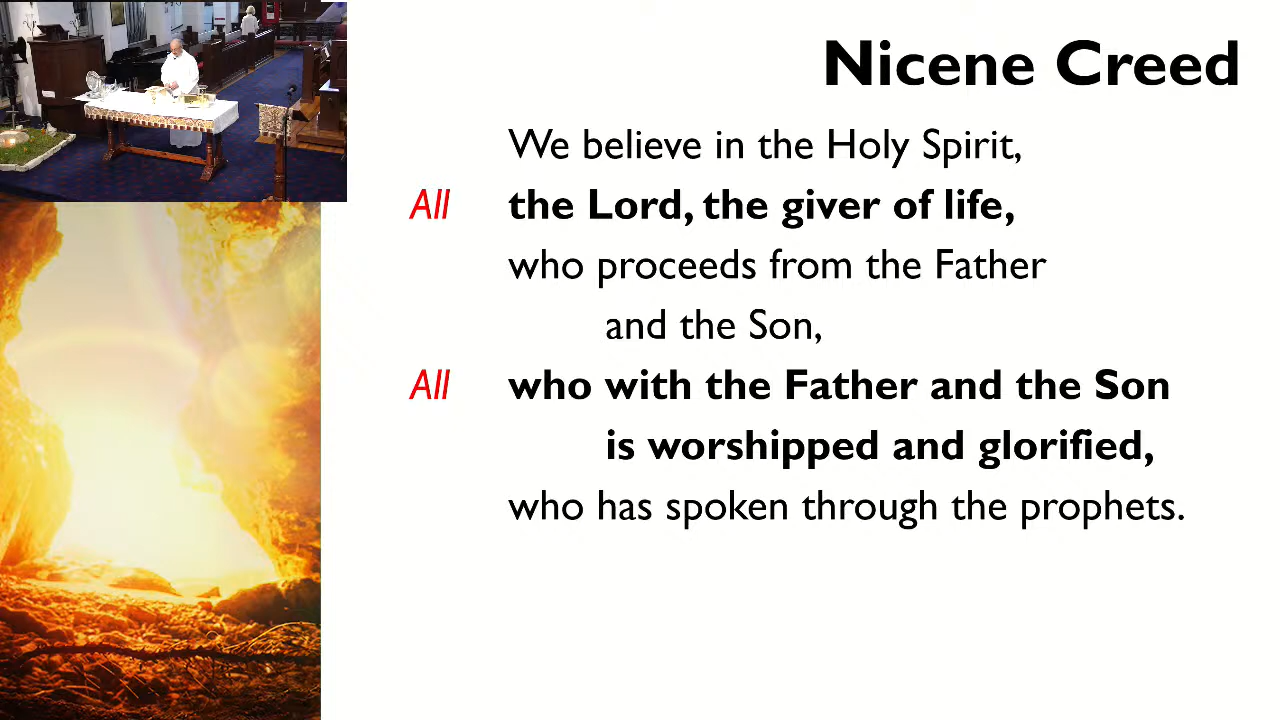 Nicene Creed
We believe in the Holy Spirit,
All the Lord, the giver of life,
who proceeds from the Father
and the Son,
All who with the Father and the Son
is worshipped and glorified,
who has spoken through the prophets.